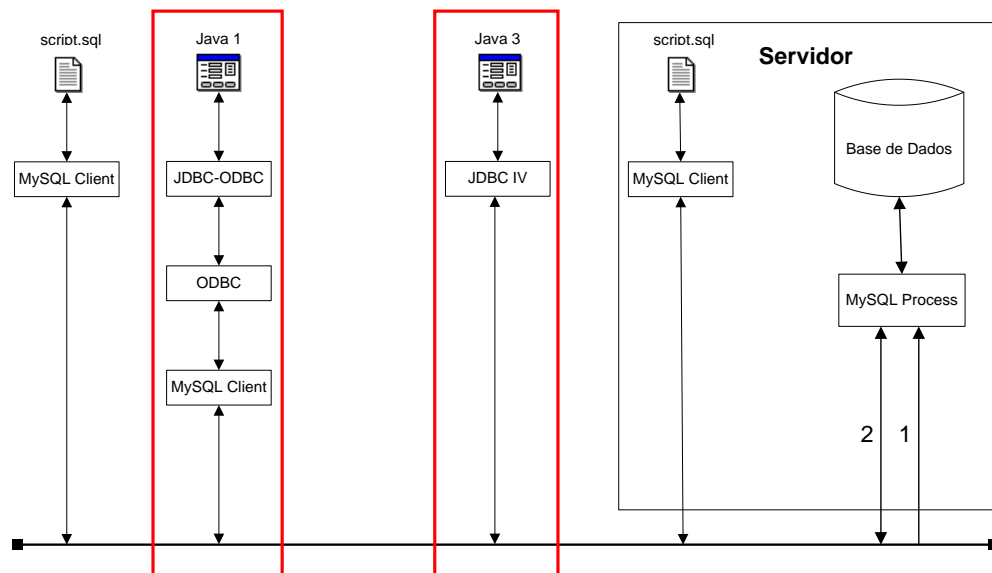 script.sql
Java 1
Java 3
script.sql
Servidor
Base de Dados
MySQL Client
JDBC-ODBC
JDBC IV
MySQL Client
ODBC
MySQL Process
MySQL Client
2
1